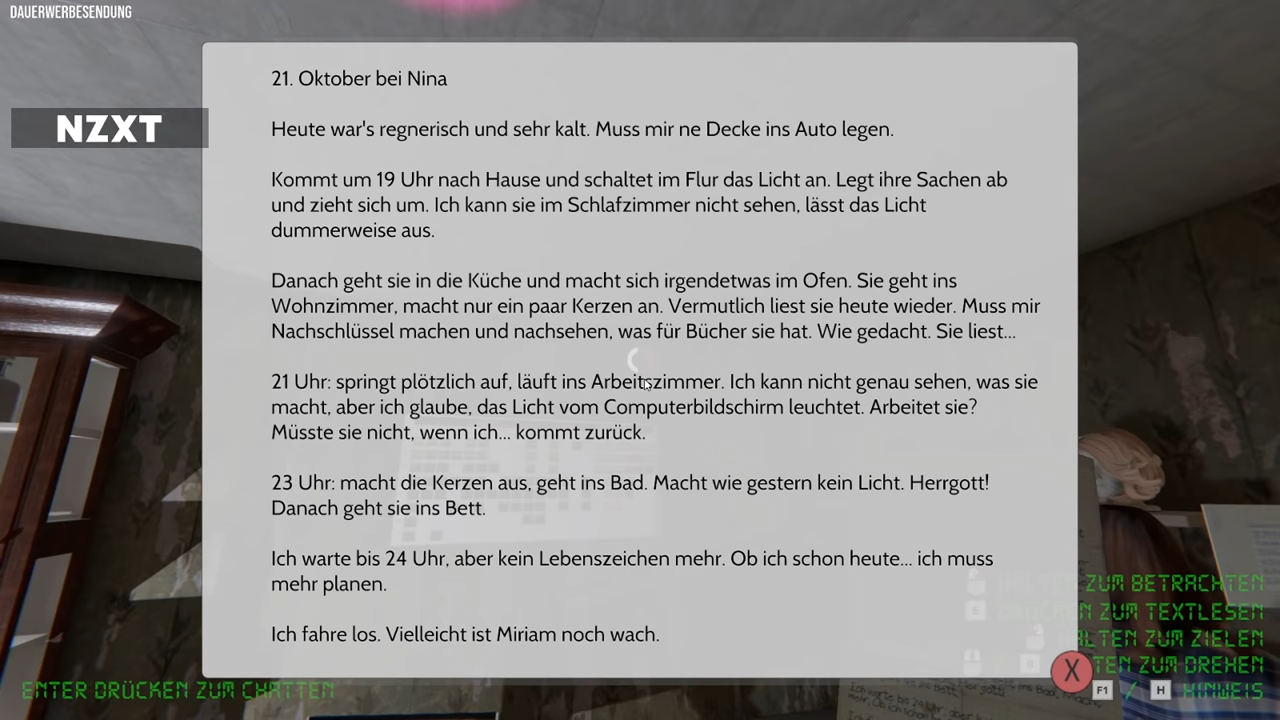 DAUERWERBESENDUNG
NZXT
21. Oktober bei Nina
Heute war's regnerisch und sehr kalt. Muss mir ne Decke ins Auto legen.
Kommt um 19 Uhr nach Hause und schaltet im Flur das Licht an. Legt ihre Sachen ab
und zieht sich um. Ich kann sie im Schlafzimmer nicht sehen, lässt das Licht
dummerweise aus.
Danach geht sie in die Küche und macht sich irgendetwas im Ofen. Sie geht ins
Wohnzimmer, macht nur ein paar Kerzen an. Vermutlich liest sie heute wieder. Muss mir
Nachschlüssel machen und nachsehen, was für Bücher sie hat. Wie gedacht. Sie liest...
21 Uhr: springt plötzlich auf, läuft ins Arbeitszimmer. Ich kann nicht genau sehen, was sie
macht, aber ich glaube, das Licht vom Computerbildschirm leuchtet. Arbeitet sie?
Müsste sie nicht, wenn ich... kommt zurück.
23 Uhr: macht die Kerzen aus, geht ins Bad. Macht wie gestern kein Licht. Herrgott!
Danach geht sie ins Bett.
Ich warte bis 24 Uhr, aber kein Lebenszeichen mehr. Ob ich schon heute... ich muss
mehr planen.
Ich fahre los. Vielleicht ist Miriam noch wach.
HALTEN ZUM BETRACHTEN
DRÜCKEN ZUM TEXTLESEN
HALTEN ZUM ZIELEN
TEN ZUM DREHEN
X
F1 / H HINWEIS
ENTER DRÜCKEN ZUM CHATTEN